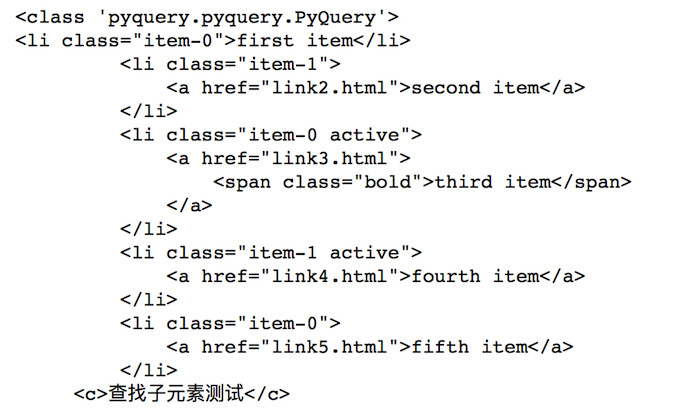 <class 'pyquery.pyquery.PyQuery'>
<li class="item-0">first item</li>
<li class="item-1">
<a href="link2.html">second item</a>
</li>
<li class="item-0 active">
<a href="link3.html">
<span class="bold">third item</span>
</a>
</li>
<li class="item-1 active">
<a href="link4.html">fourth item</a>
</li>
<li class="item-0">
<a href="link5.html">fifth item</a>
</li>
<c>查找子元素测试</c>